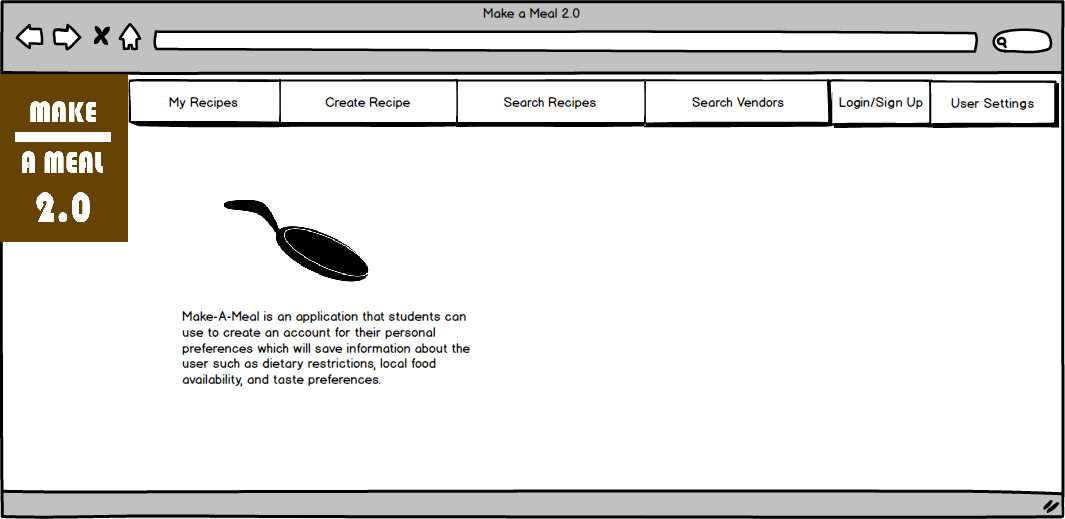 Make a Meal 2.0
MAKE
A MEAL
2.0
My Recipes
Create Recipe
Search Recipes
Search Vendors
Login/Sign Up
User Settings
Make-A-Meal is an application that students can
use to create an account for their personal
preferences which will save information about the
user such as dietary restrictions, local food
availability, and taste preferences.